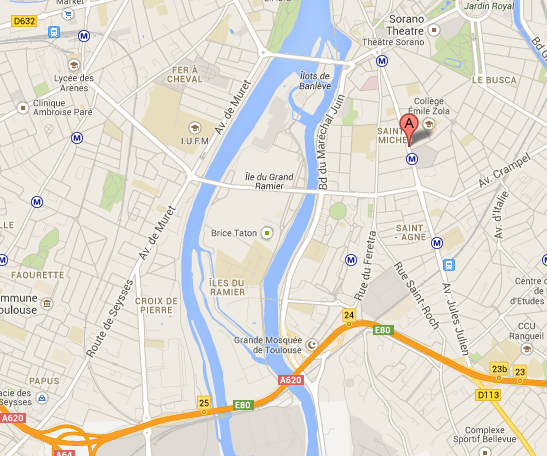 Market
D632
Sorano
Theatre
Théâtre Sorano
Jardin Royal
Bd d
Lycée des
Arènes
FER À
CHEVAL
Îlots de
Banlève
LE BUSCA
Clinique
Ambroise Paré
Av. de Muret
Collège
Émile Zola
A
I.U.F.M
SAINT
MICHEL
Bd du Maréchal Juin
Île du Grand
Ramier
Av. Crampel
Av. d'Italie
Av. de Muret
Brice Taton
SAINT
-AGNE
FAOURETTE
ÎLES DU
RAMIER
Rue du Feretra
Rue Saint-Roch
Centre c
d'Etudes
ommune
oulouse
CROIX DE
PIERRE
Route de Seysses
Av. Jules Julien
24
E80
CCU
Rangueil
Grande Mosquée
de Toulouse
PAPUS
A620
23b
23
acie des
Seysses
25
E80
D113
A620
A64
Complexe
Sportif Bellevue